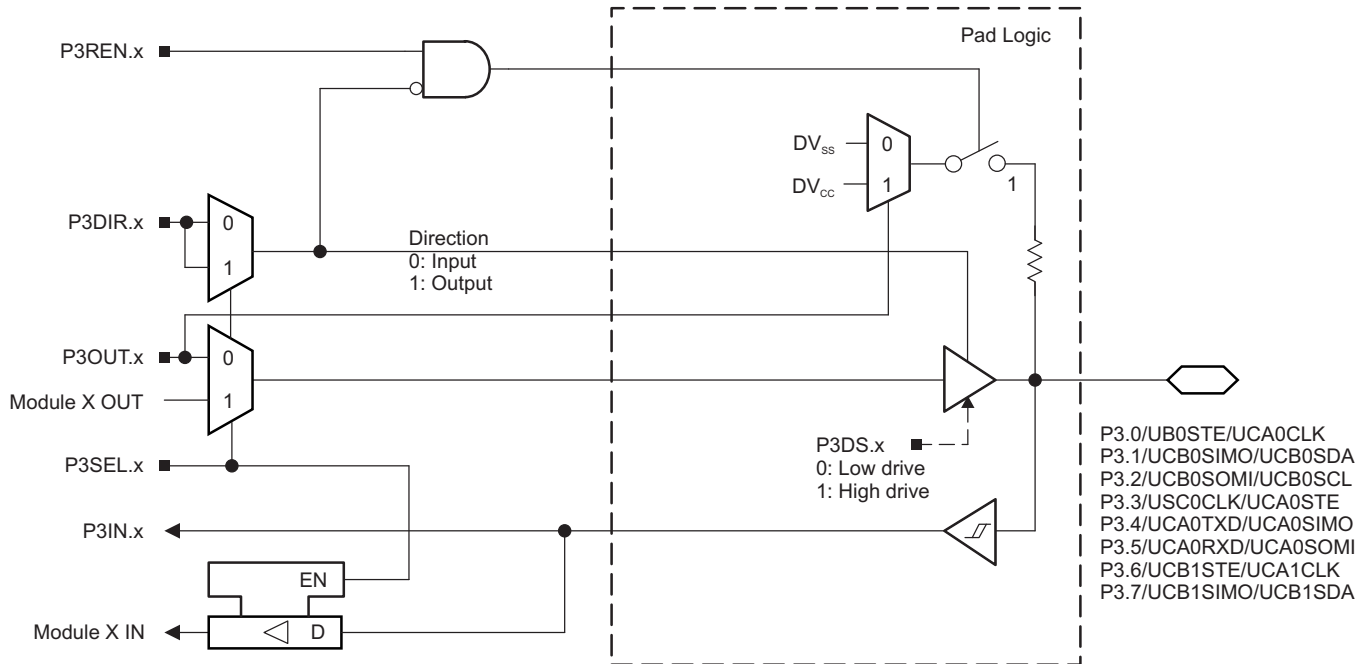 Pad Logic
P3REN.x
DVSS
0
DVCC
1
1
P3DIR.x
0
1
Direction
0: Input
1: Output
P3OUT.x
0
Module X OUT
1
P3DS.x
0: Low drive
1: High drive
P3SEL.x
P3IN.x
EN
Module X IN
D
P3.0/UB0STE/UCA0CLK
P3.1/UCB0SIMO/UCB0SDA
P3.2/UCB0SOMI/UCB0SCL
P3.3/USC0CLK/UCA0STE
P3.4/UCA0TXD/UCA0SIMO
P3.5/UCA0RXD/UCA0SOMI
P3.6/UCB1STE/UCA1CLK
P3.7/UCB1SIMO/UCB1SDA